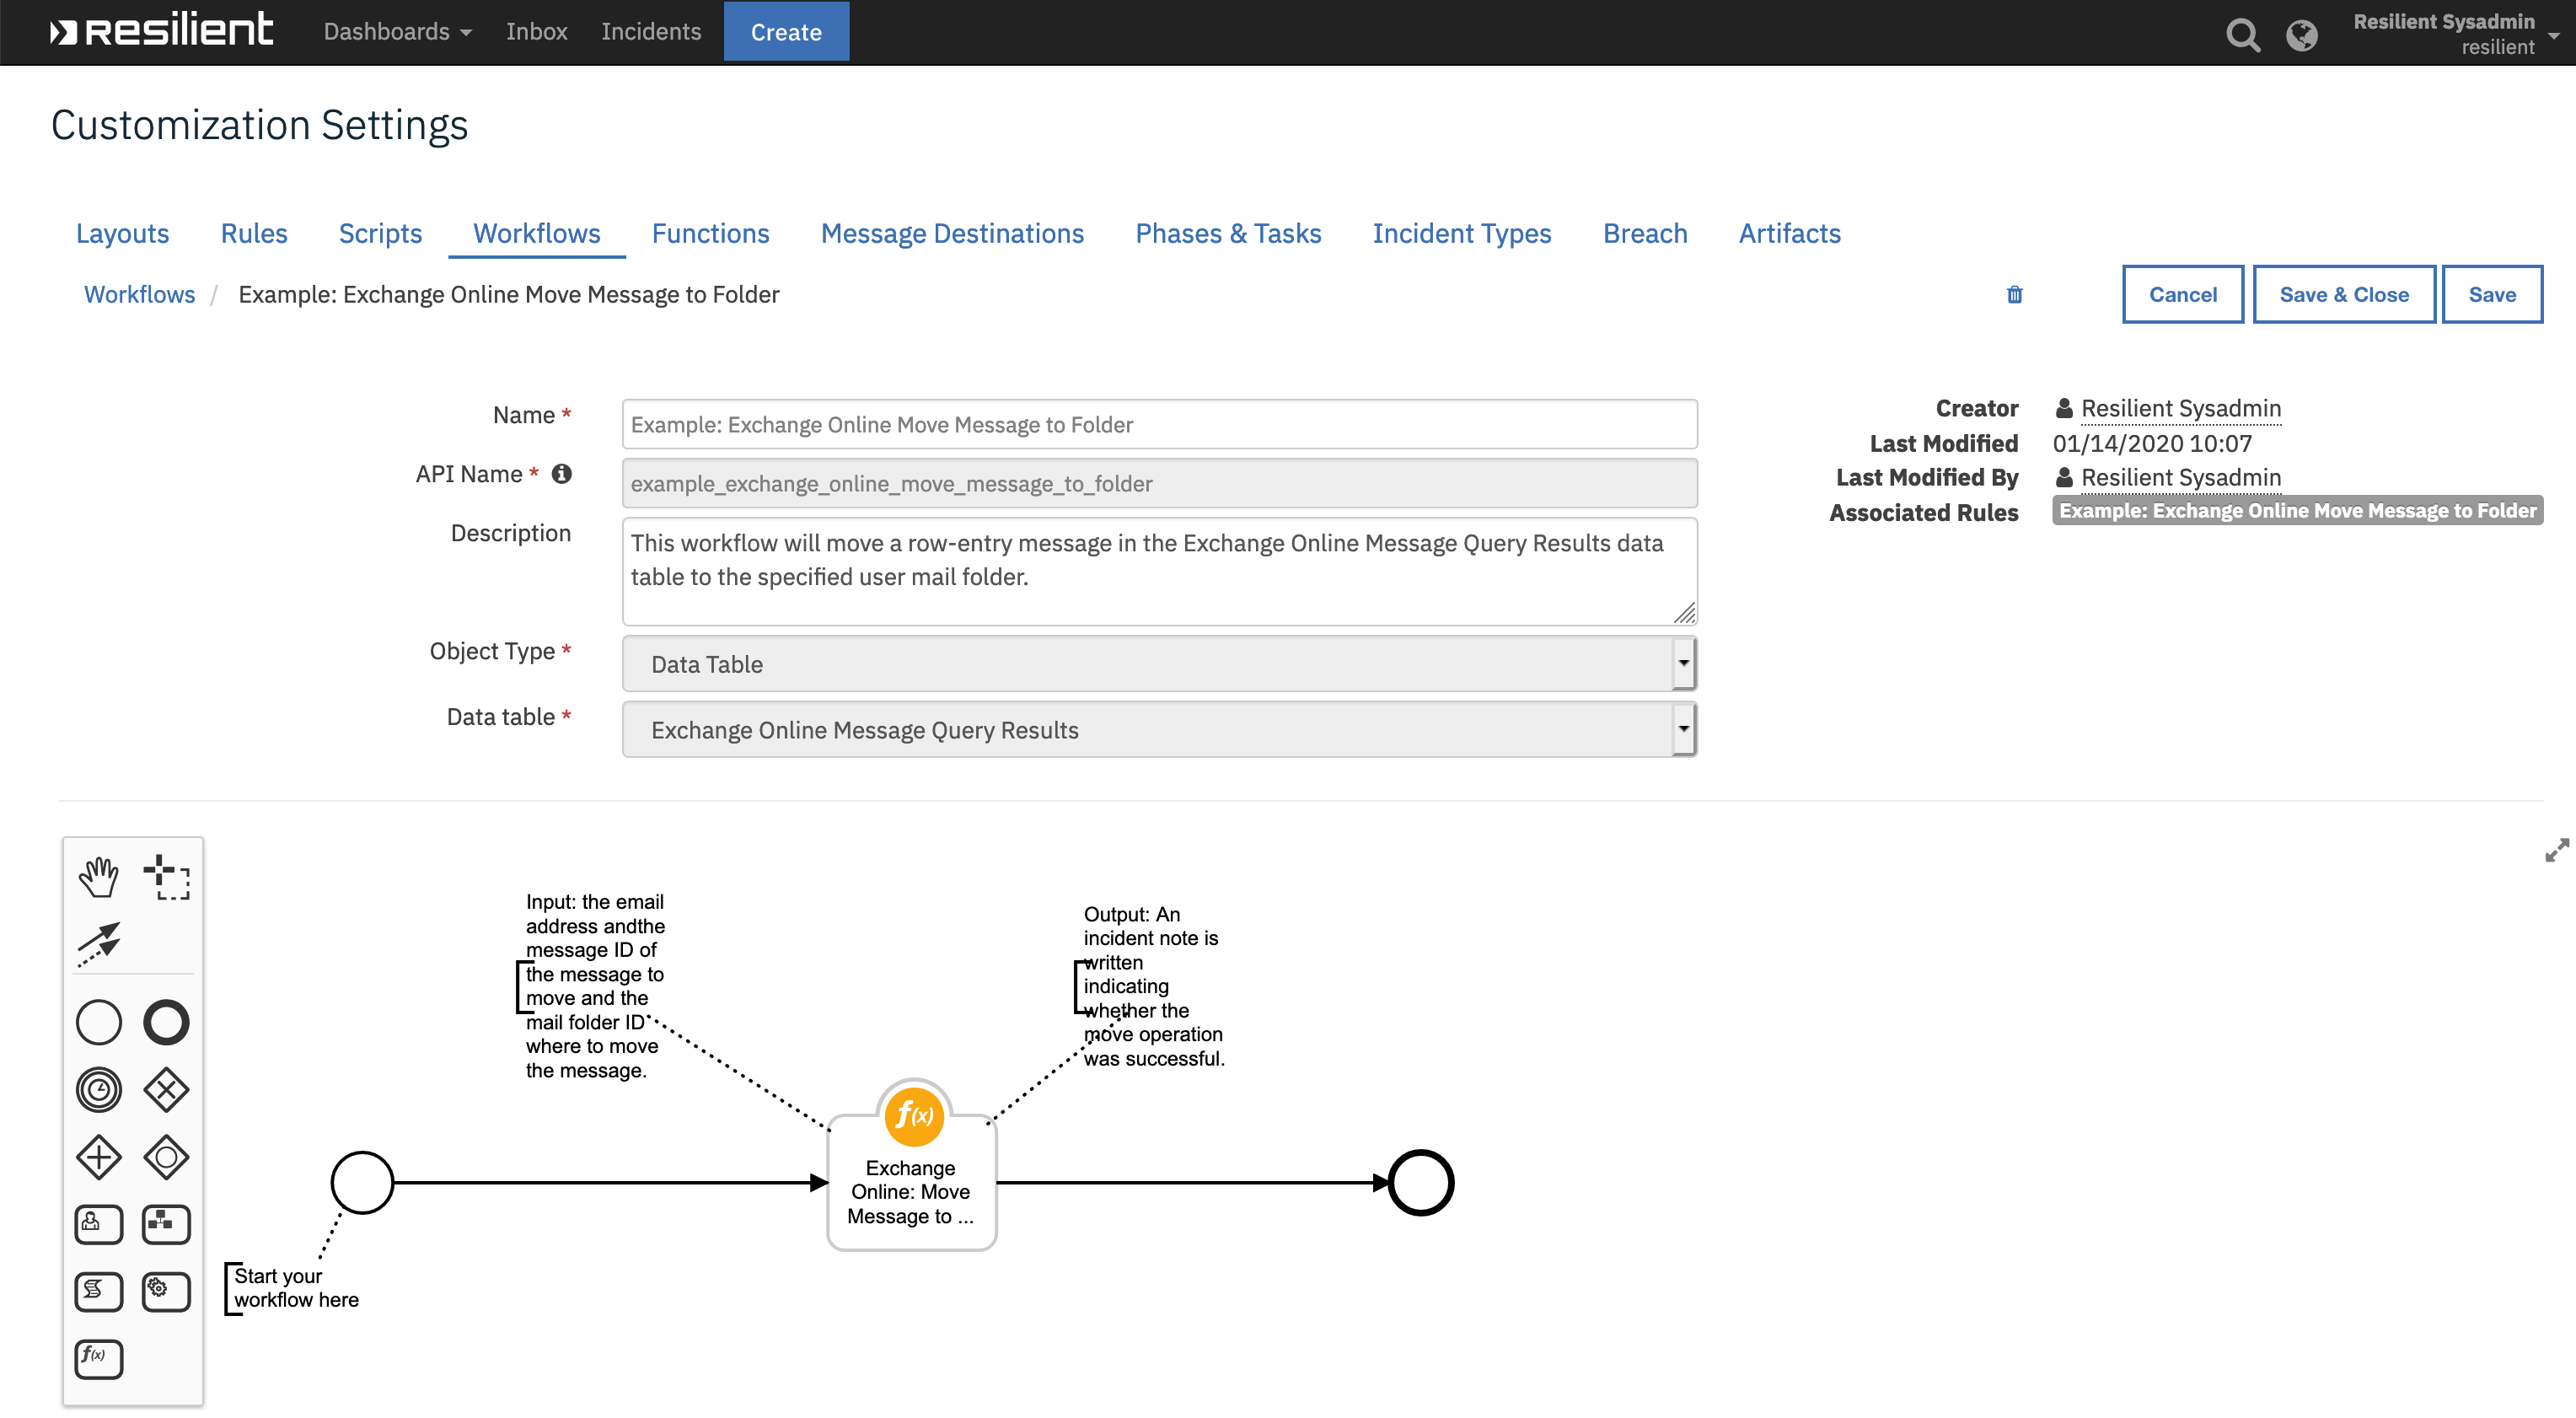 resilient
Dashboards Inbox Incidents Create
Resilient Sysadmin
resilient
Customization Settings
Layouts Rules Scripts Workflows Functions Message Destinations Phases & Tasks Incident Types Breach Artifacts
Workflows / Example: Exchange Online Move Message to Folder
Cancel Save & Close Save
Name * Example: Exchange Online Move Message to Folder
API Name * example_exchange_online_move_message_to_folder
Description This workflow will move a row-entry message in the Exchange Online Message Query Results data
table to the specified user mail folder.
Object Type * Data Table
Data table * Exchange Online Message Query Results
Creator Resilient Sysadmin
Last Modified 01/14/2020 10:07
Last Modified By Resilient Sysadmin
Associated Rules Example: Exchange Online Move Message to Folder
Input: the email
address andthe
message ID of
the message to
move and the
mail folder ID
where to move
the message.
Output: An
incident note is
written
indicating
whether the
move operation
was successful.
f(x)
Exchange
Online: Move
Message to ...
Start your
workflow here
f(x)